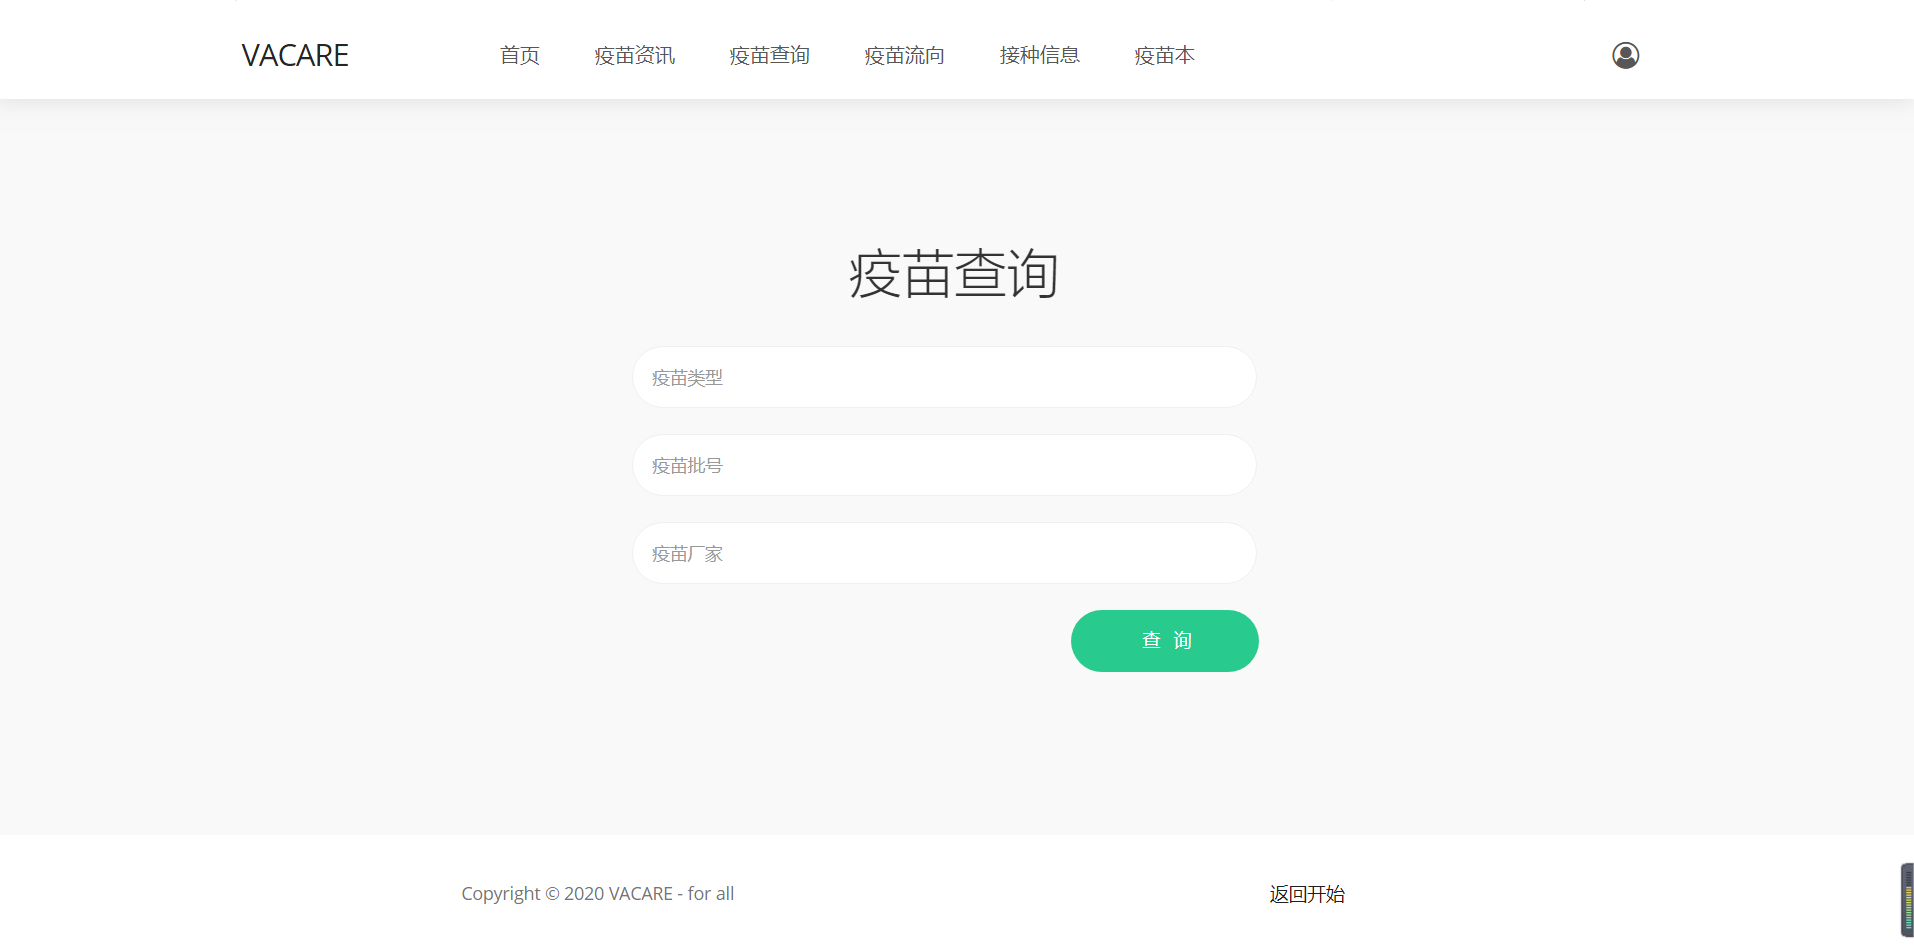 VACARE 首页 疫苗资讯 疫苗查询 疫苗流向 接种信息 疫苗本
疫苗查询
疫苗类型
疫苗批号
疫苗厂家
查 询
Copyright © 2020 VACARE - for all 返回开始